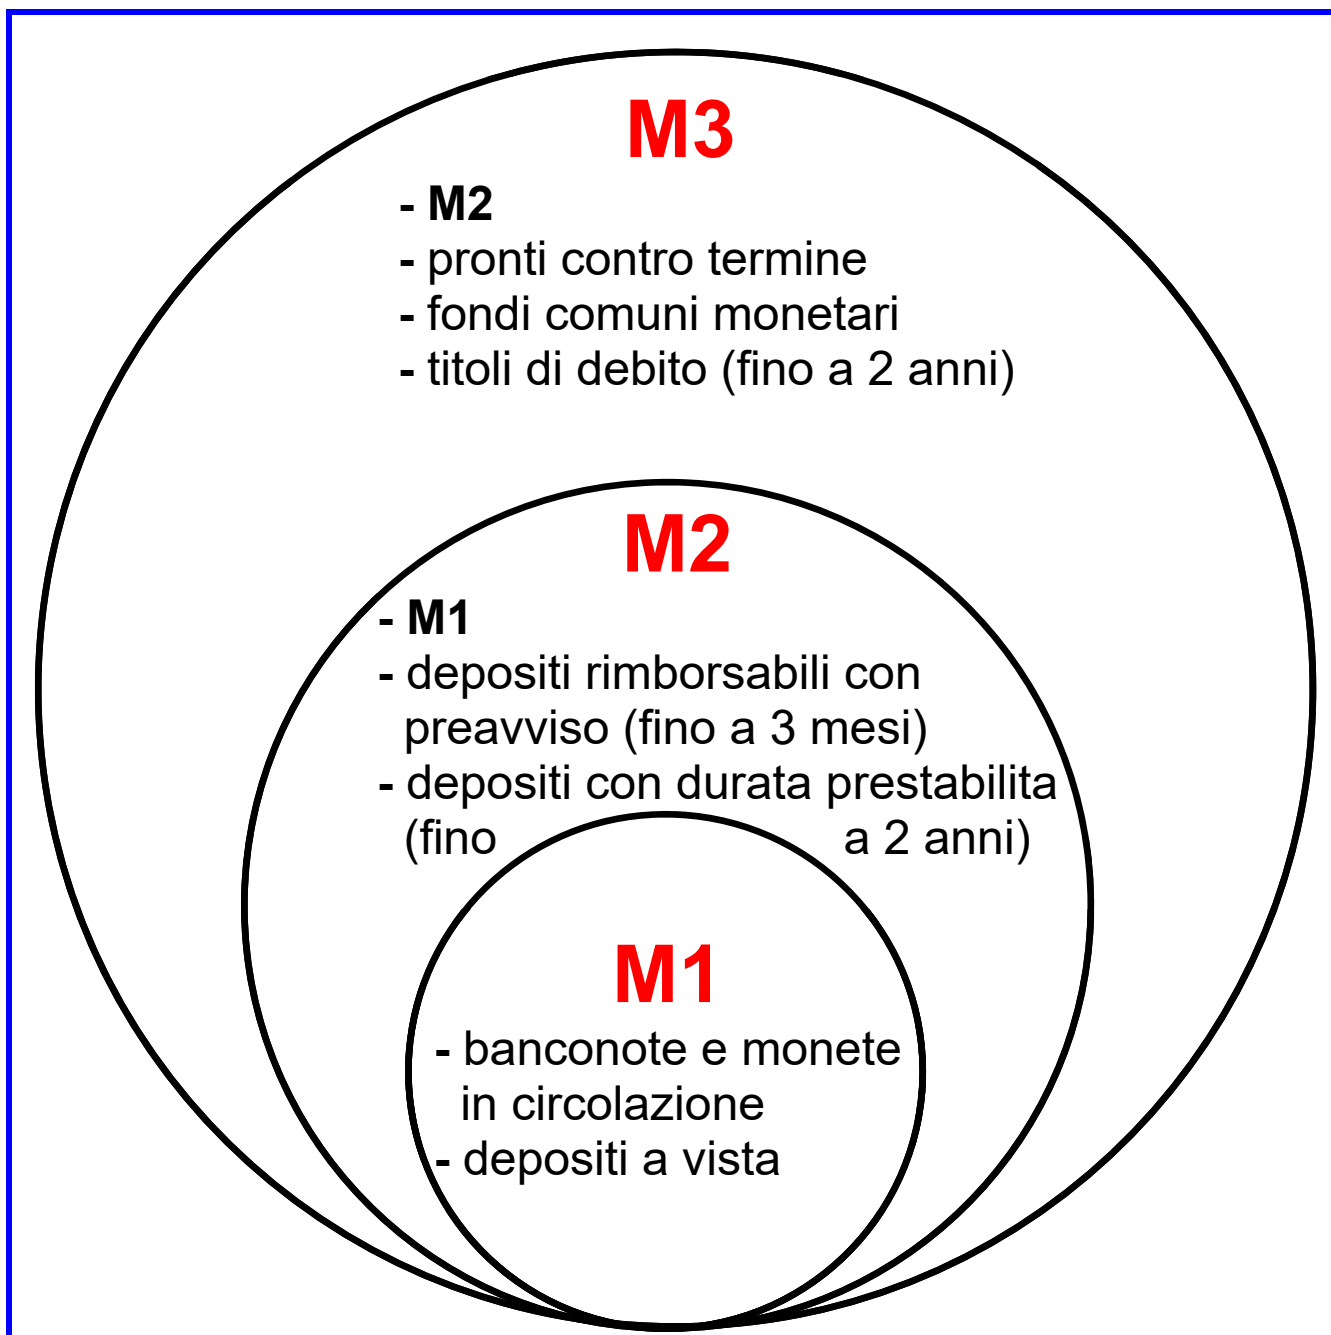 M3
- M2
- pronti contro termine
- fondi comuni monetari
- titoli di debito (fino a 2 anni)
M2
- M1
- depositi rimborsabili con
preavviso (fino a 3 mesi)
- depositi con durata prestabilita
(fino a 2 anni)
M1
- banconote e monete
in circolazione
- depositi a vista